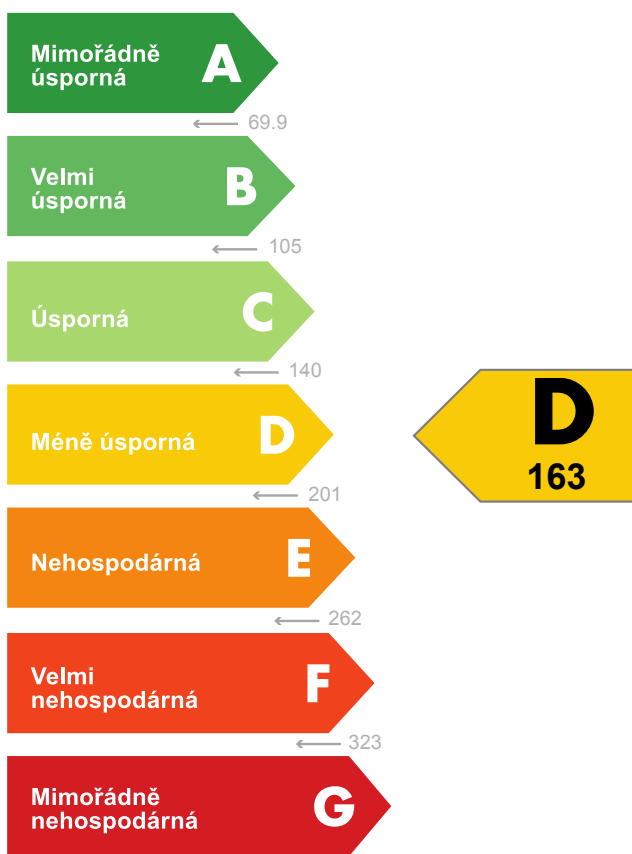 Mimořádně
úsporná
A
← 69.9
Velmi
úsporná
B
← 105
Úsporná
C
← 140
Méně úsporná
D
← 201
D
163
Nehospodárná
E
← 262
Velmi
nehospodárná
F
← 323
Mimořádně
nehospodárná
G